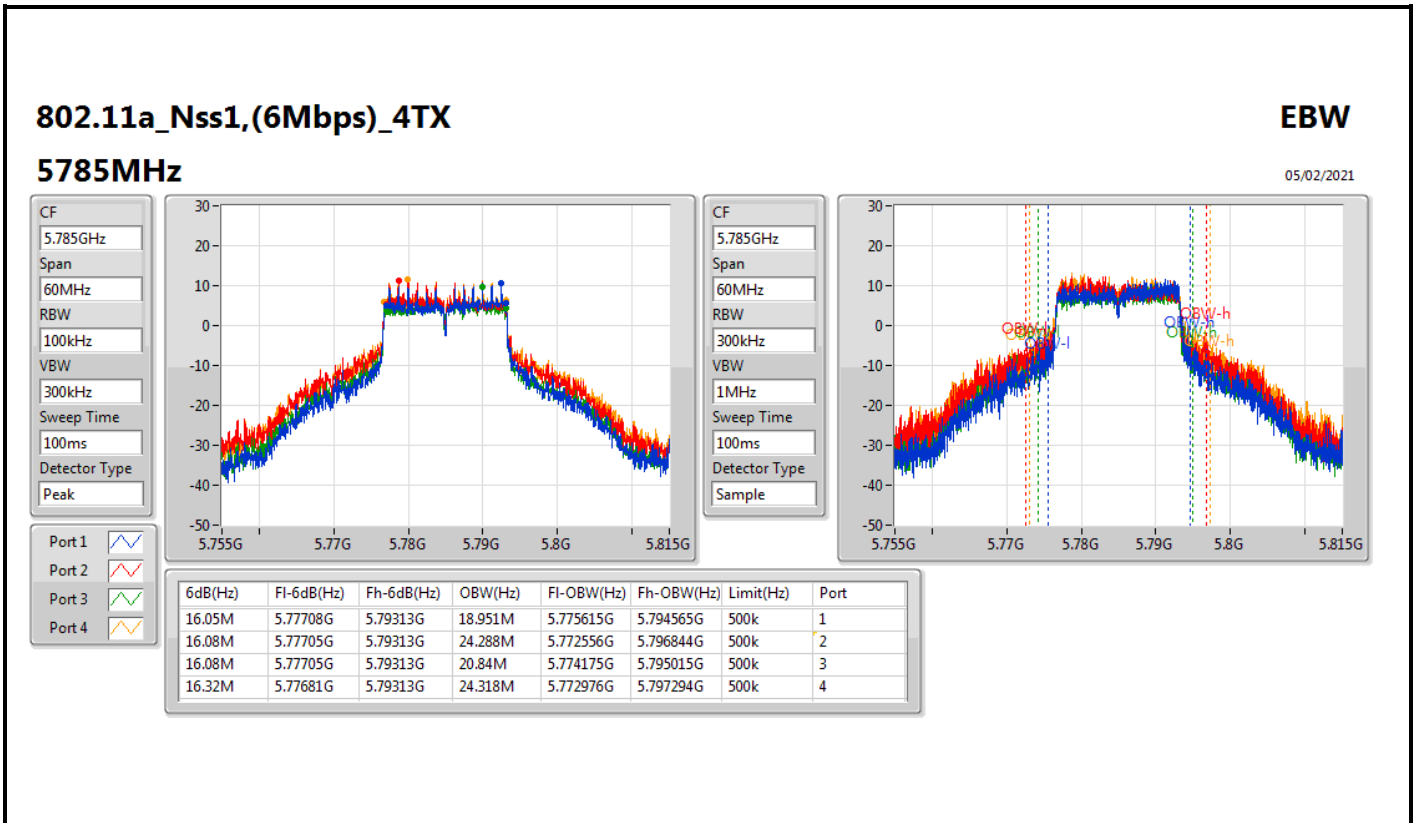 802.11a_Nss1,(6Mbps)_4TX
EBW
5785MHz
05/02/2021
CF
5.785GHz
Span
60MHz
RBW
100kHz
VBW
300kHz
Sweep Time
100ms
Detector Type
Peak
30
20
10
0
-10
-20
-30
-40
-50
5.755G 5.77G 5.78G 5.79G 5.8G 5.815G
CF
5.785GHz
Span
60MHz
RBW
300kHz
VBW
1MHz
Sweep Time
100ms
Detector Type
Sample
30
20
10
0
-10
-20
-30
-40
-50
OBW-l
OBW-h
OBW-h
OBW-h
OBW-h
5.755G 5.77G 5.78G 5.79G 5.8G 5.815G
Port 1
Port 2
Port 3
Port 4
6dB(Hz) Fl-6dB(Hz) Fh-6dB(Hz) OBW(Hz) Fl-OBW(Hz) Fh-OBW(Hz) Limit(Hz) Port
16.05M 5.77708G 5.79313G 18.951M 5.775615G 5.794565G 500k 1
16.08M 5.77705G 5.79313G 24.288M 5.772556G 5.796844G 500k 2
16.08M 5.77705G 5.79313G 20.84M 5.774175G 5.795015G 500k 3
16.32M 5.77681G 5.79313G 24.318M 5.772976G 5.797294G 500k 4